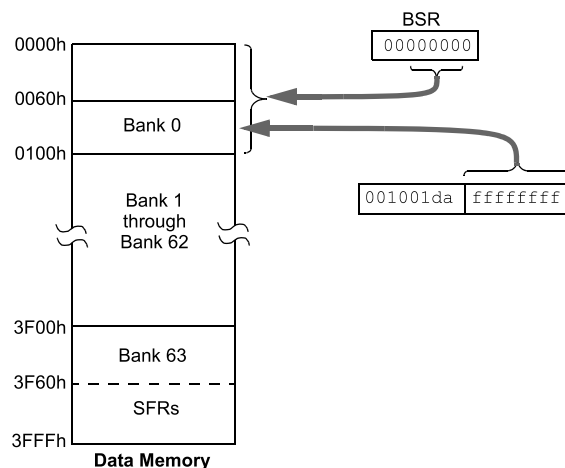 BSR
00000000
0000h
0060h
Bank 0
0100h
001001da ffffffff
Bank 1
through
Bank 62
3F00h
Bank 63
3F60h
SFRs
3FFFh
Data Memory